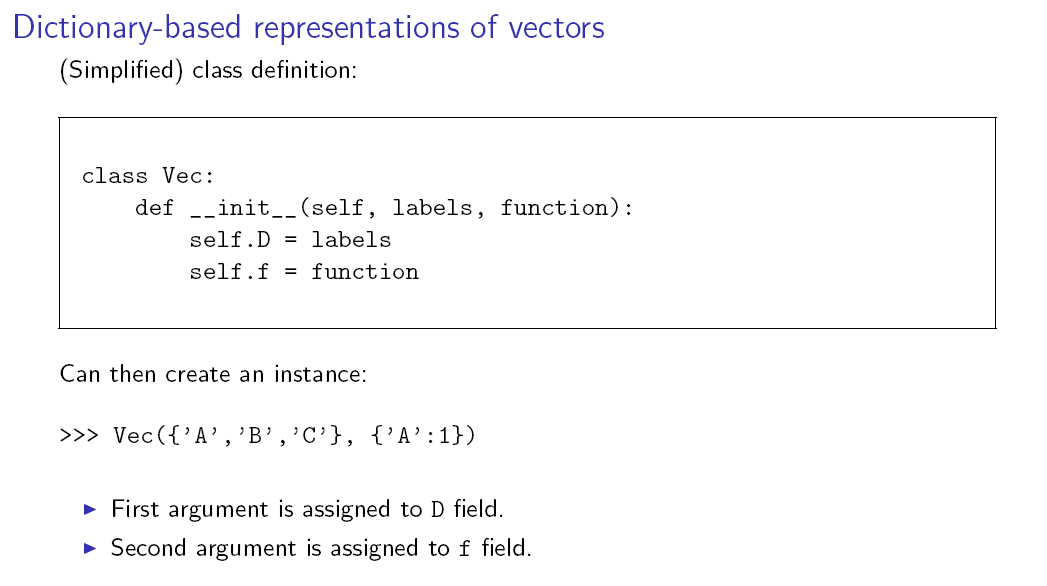 Dictionary-based representations of vectors
(Simplified) class definition:
class Vec:
    def __init__(self, labels, function):
        self.D = labels
        self.f = function
Can then create an instance:
>>> Vec({’A’,’B’,’C’}, {’A’:1})
▶ First argument is assigned to D field.
▶ Second argument is assigned to f field.